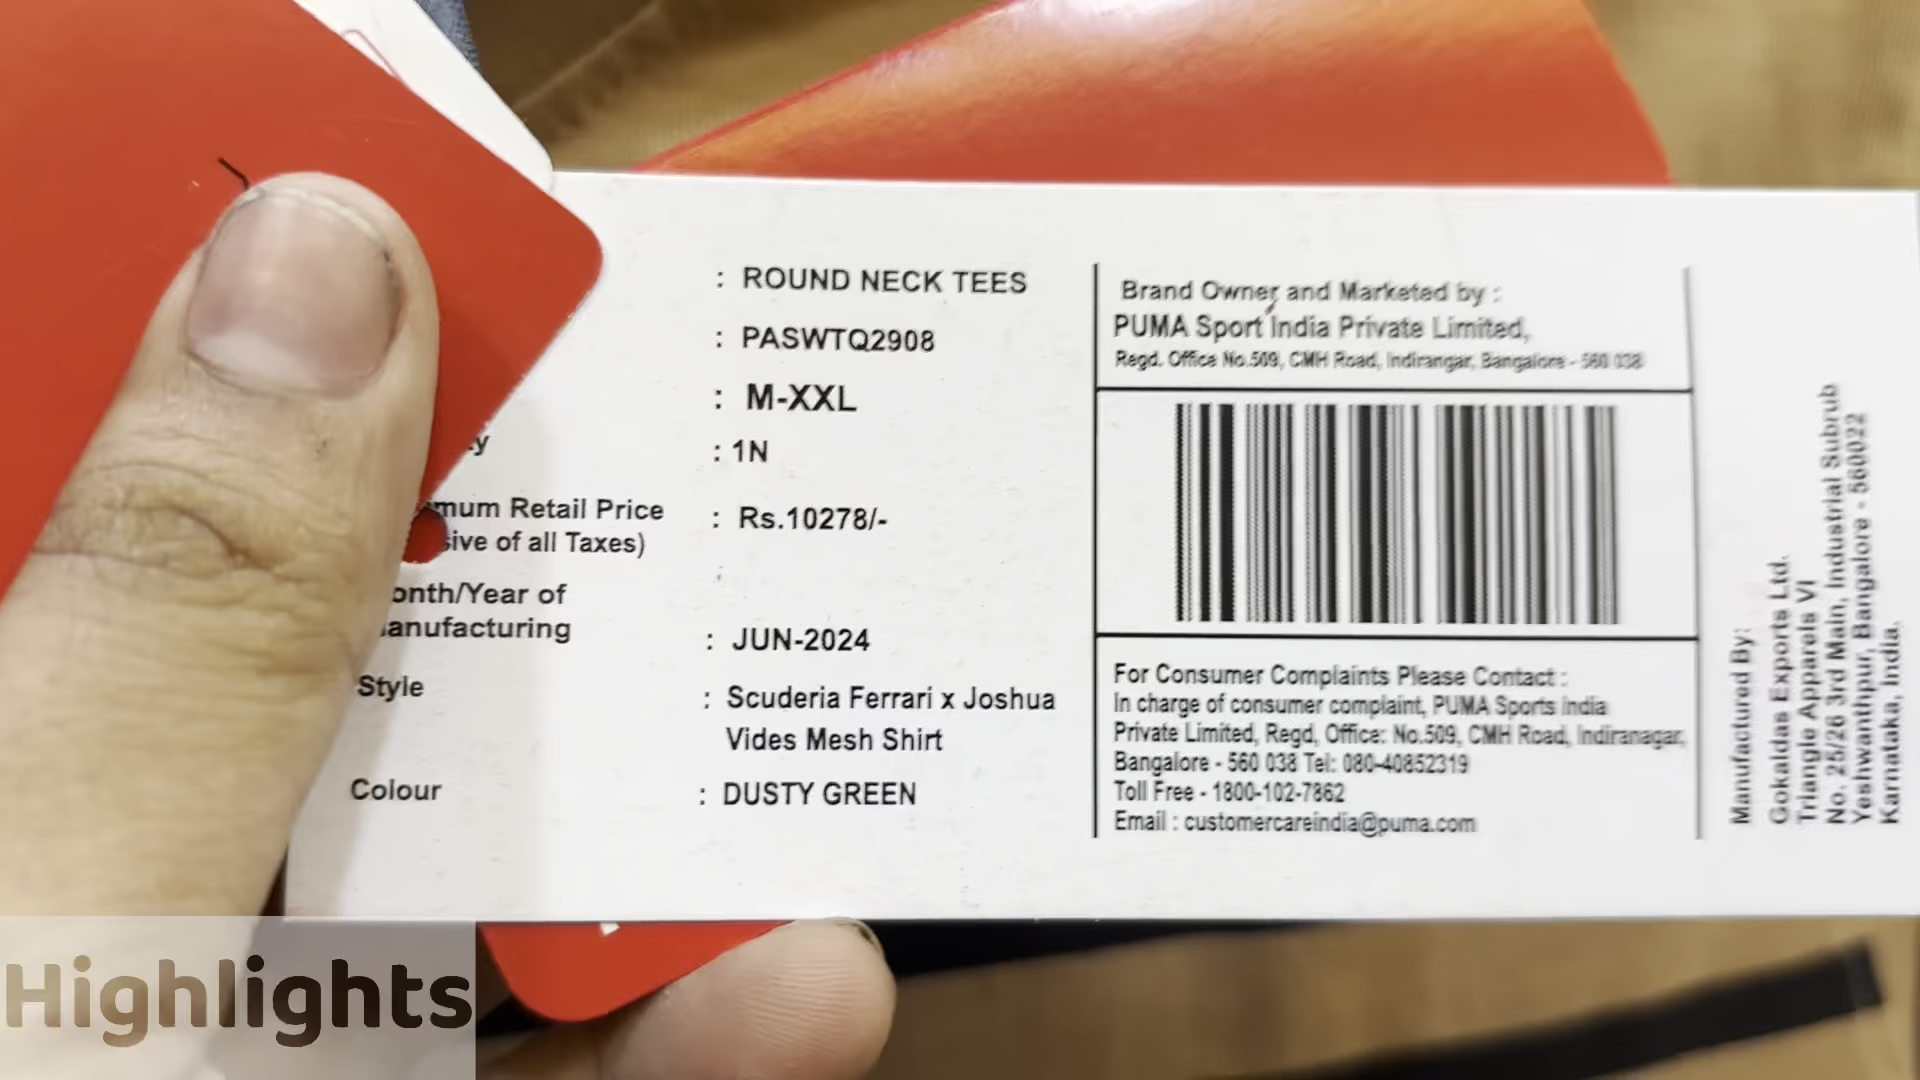 : ROUND NECK TEES
: PASWTQ2908
: M-XXL
y : 1N
mum Retail Price : Rs.10278/-
sive of all Taxes)
:
onth/Year of
anufacturing : JUN-2024
Style : Scuderia Ferrari x Joshua
Vides Mesh Shirt
Colour : DUSTY GREEN
Brand Owner and Marketed by :
PUMA Sport India Private Limited,
Regd. Office No.509, CMH Road, Indirangar, Bangalore - 560 038
For Consumer Complaints Please Contact :
In charge of consumer complaint, PUMA Sports India
Private Limited, Regd, Office: No.509, CMH Road, Indiranagar,
Bangalore - 560 038 Tel: 080-40852319
Toll Free - 1800-102-7862
Email : customercareindia@puma.com
Manufactured By:
Gokaldas Exports Ltd.
Triangle Apparels VI
No. 25/26 3rd Main, Industrial Subrub
Yeshwanthpur, Bangalore - 560022
Karnataka, India.
Highlights